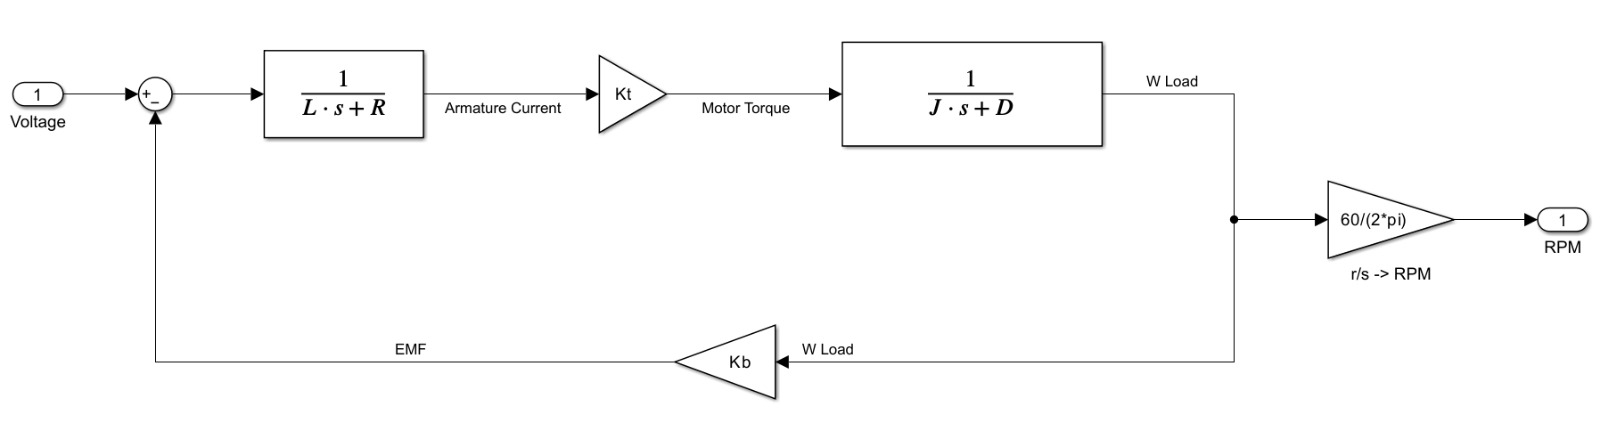 1
Voltage
+
−
1
L · s + R
Armature Current
Kt
Motor Torque
1
J · s + D
W Load
60/(2*pi)
r/s -> RPM
1
RPM
EMF
Kb
W Load